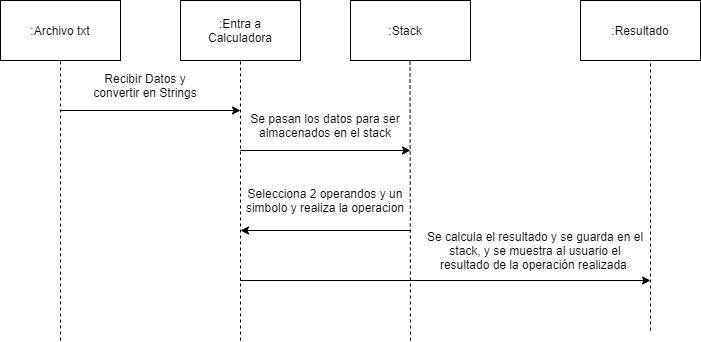 :Archivo txt
:Entra a
Calculadora
:Stack
:Resultado
Recibir Datos y
convertir en Strings
Se pasan los datos para ser
almacenados en el stack
Selecciona 2 operandos y un
simbolo y realiza la operacion
Se calcula el resultado y se guarda en el
stack, y se muestra al usuario el
resultado de la operación realizada